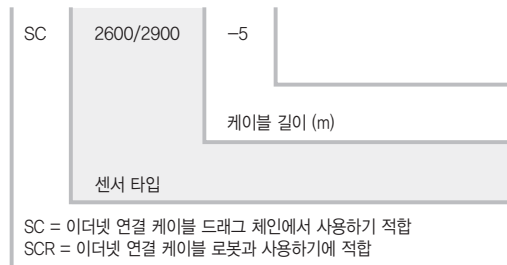 SC 2600/2900 –5
케이블 길이 (m)
센서 타입
SC = 이더넷 연결 케이블 드래그 체인에서 사용하기 적합
SCR = 이더넷 연결 케이블 로봇과 사용하기에 적합